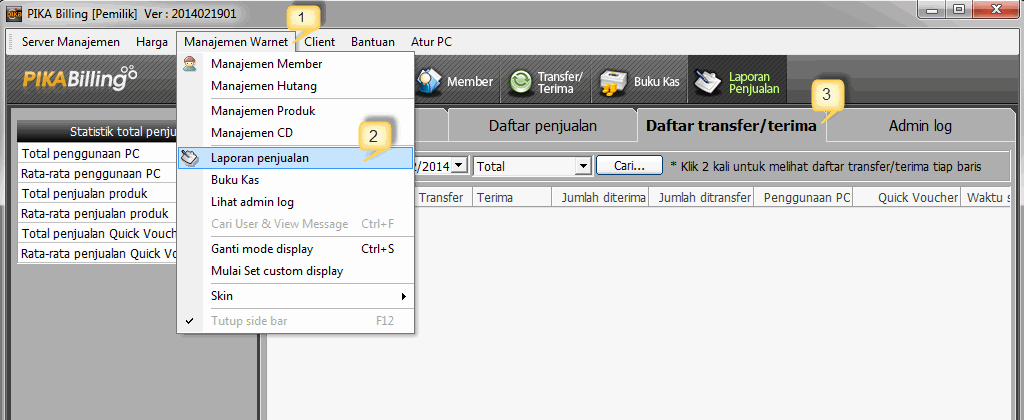 PIKA Billing [Pemilik] Ver : 2014021901
1
Server Manajemen Harga Manajemen Warnet Client Bantuan Atur PC
PIKABilling
Member
Transfer/
Terima
Buku Kas
Laporan
Penjualan
Manajemen Member
Manajemen Hutang
Manajemen Produk
Manajemen CD
2
Laporan penjualan
Buku Kas
Lihat admin log
Cari User & View Message Ctrl+F
Ganti mode display Ctrl+S
Mulai Set custom display
Skin
Tutup side bar F12
3
Daftar penjualan Daftar transfer/terima Admin log
Statistik total penju
Total penggunaan PC
Rata-rata penggunaan PC
Total penjualan produk
Rata-rata penjualan produk
Total penjualan Quick Vouch
Rata-rata penjualan Quick Vo
/2014 Total Cari... * Klik 2 kali untuk melihat daftar transfer/terima tiap baris
Transfer Terima Jumlah diterima Jumlah ditransfer Penggunaan PC Quick Voucher Waktu s